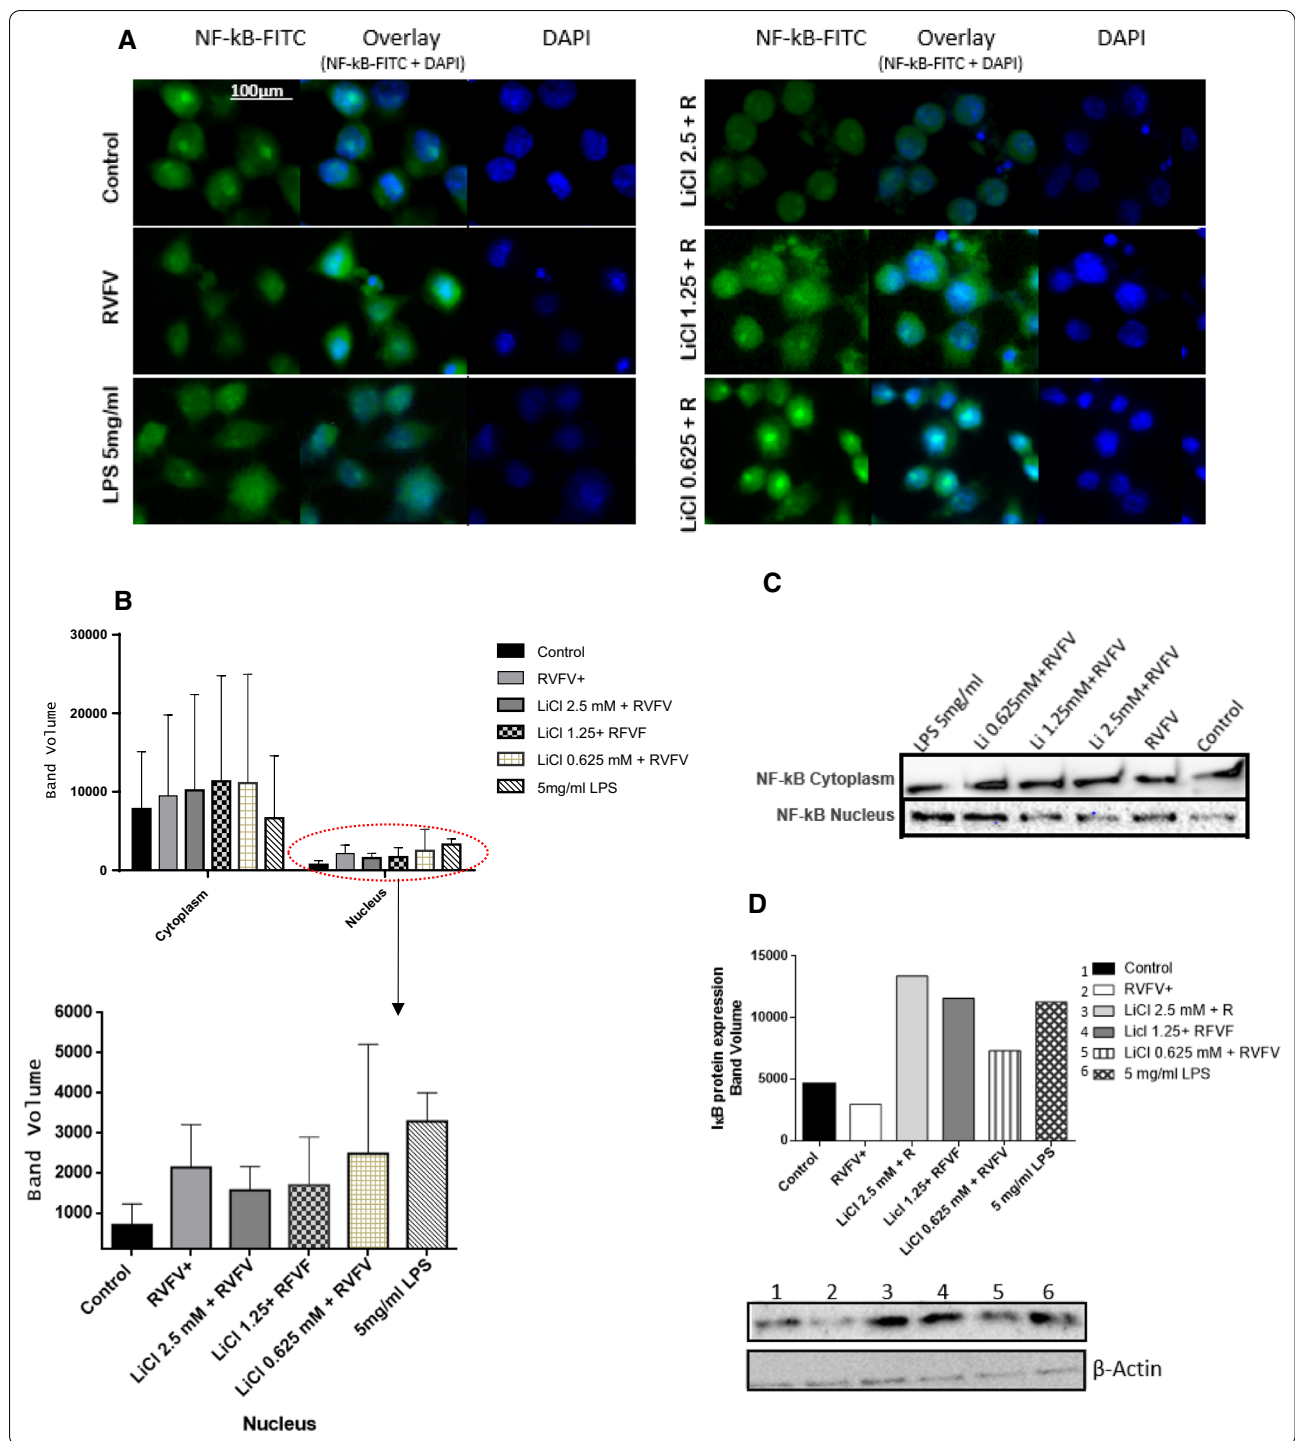 A
NF-kB-FITC Overlay DAPI
(NF-kB-FITC + DAPI)
100µm
Control
RVFV
LPS 5mg/ml
NF-kB-FITC Overlay DAPI
(NF-kB-FITC + DAPI)
LiCl 2.5 + R
LiCl 1.25 + R
LiCl 0.625 + R
B
Band Volume
30000
20000
10000
0
Cytoplasm
Nucleus
Control
RVFV+
LiCl 2.5 mM + RVFV
LiCl 1.25+ RFVF
LiCl 0.625 mM + RVFV
5mg/ml LPS
Band Volume
6000
5000
4000
3000
2000
1000
Control
RVFV+
LiCl 2.5 mM + RVFV
LiCl 1.25+ RFVF
LiCl 0.625 mM + RVFV
5mg/ml LPS
Nucleus
C
LPS 5mg/ml
Li 0.625mM+RVFV
Li 1.25mM+RVFV
Li 2.5mM+RVFV
RVFV
Control
NF-kB Cytoplasm
NF-kB Nucleus
D
IκB protein expression
Band Volume
15000
10000
5000
0
Control
RVFV+
LiCl 2.5 mM + R
Licl 1.25+ RFVF
LiCl 0.625 mM + RVFV
5 mg/ml LPS
1 Control
2 RVFV+
3 LiCl 2.5 mM + R
4 Licl 1.25+ RFVF
5 LiCl 0.625 mM + RVFV
6 5 mg/ml LPS
1 2 3 4 5 6
β-Actin